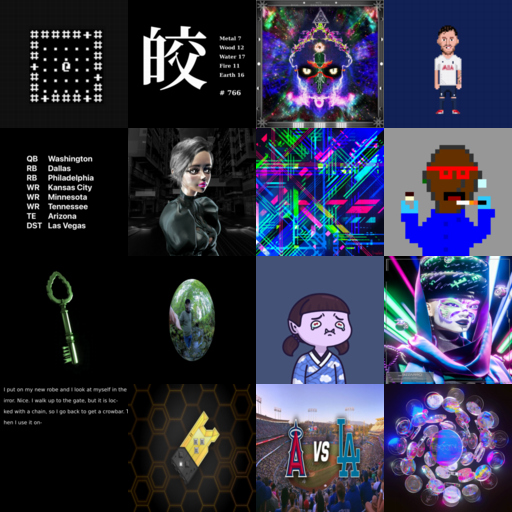 皎
Metal 7
Wood 12
Water 17
Fire 11
Earth 16
# 766
QB Washington
RB Dallas
RB Philadelphia
WR Kansas City
WR Minnesota
WR Tennessee
TE Arizona
DST Las Vegas
I put on my new robe and I look at myself in the
irror. Nice. I walk up to the gate, but it is loc-
ked with a chain, so I go back to get a crowbar. T
hen I use it on-
A VS LA